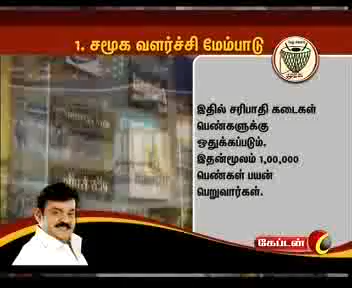 1. சமூக வளர்ச்சி மேம்பாடு
இதில் சரிபாதி கடைகள்
பெண்களுக்கு
ஒதுக்கப்படும்.
இதன்மூலம் 1,00,000
பெண்கள் பயன்
பெறுவார்கள்.
கேப்டன்